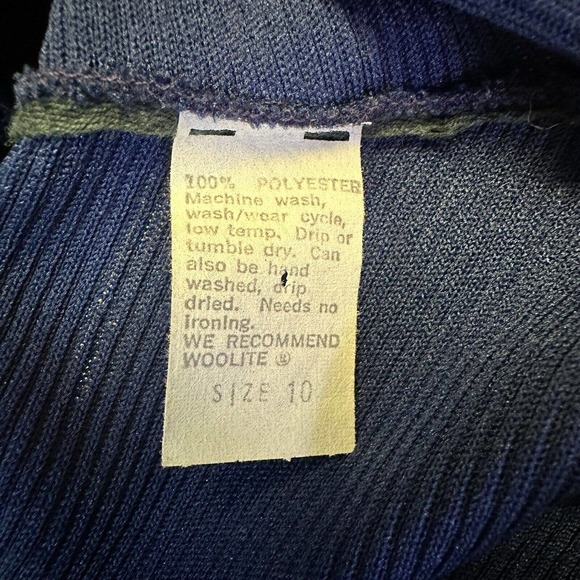 100% POLYESTER
Machine wash,
wash/wear cycle,
low temp. Drip or
tumble dry. Can
also be hand
washed, drip
dried. Needs no
ironing.
WE RECOMMEND
WOOLITE ®
SIZE 10